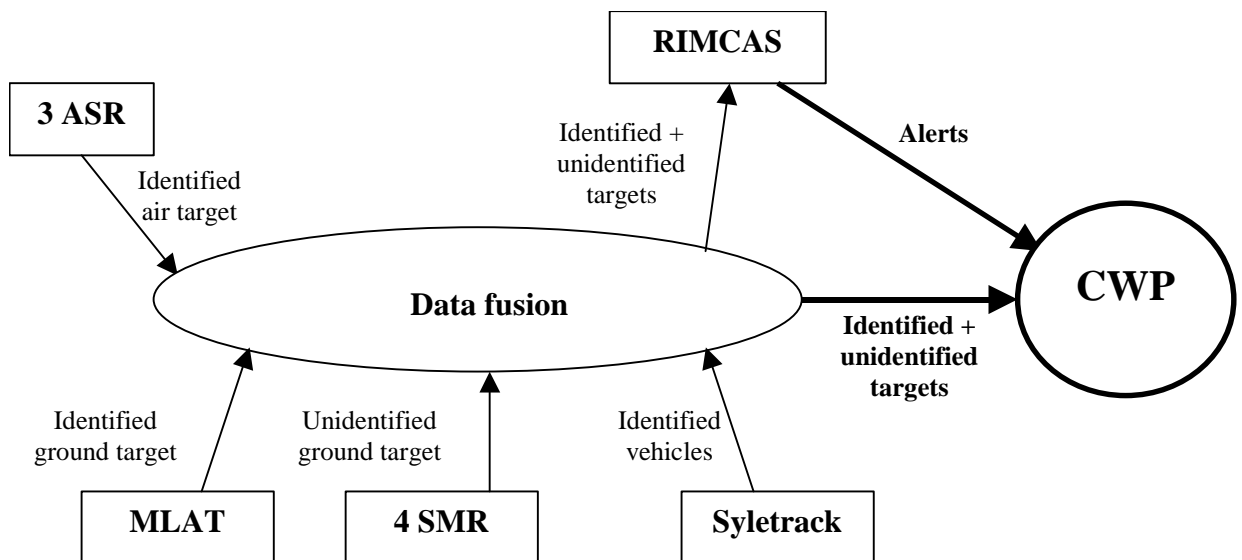 RIMCAS
3 ASR
Identified
air target
Identified +
unidentified
targets
Alerts
CWP
Data fusion
Identified +
unidentified
targets
Identified
ground target
Unidentified
ground target
Identified
vehicles
MLAT
4 SMR
Syletrack